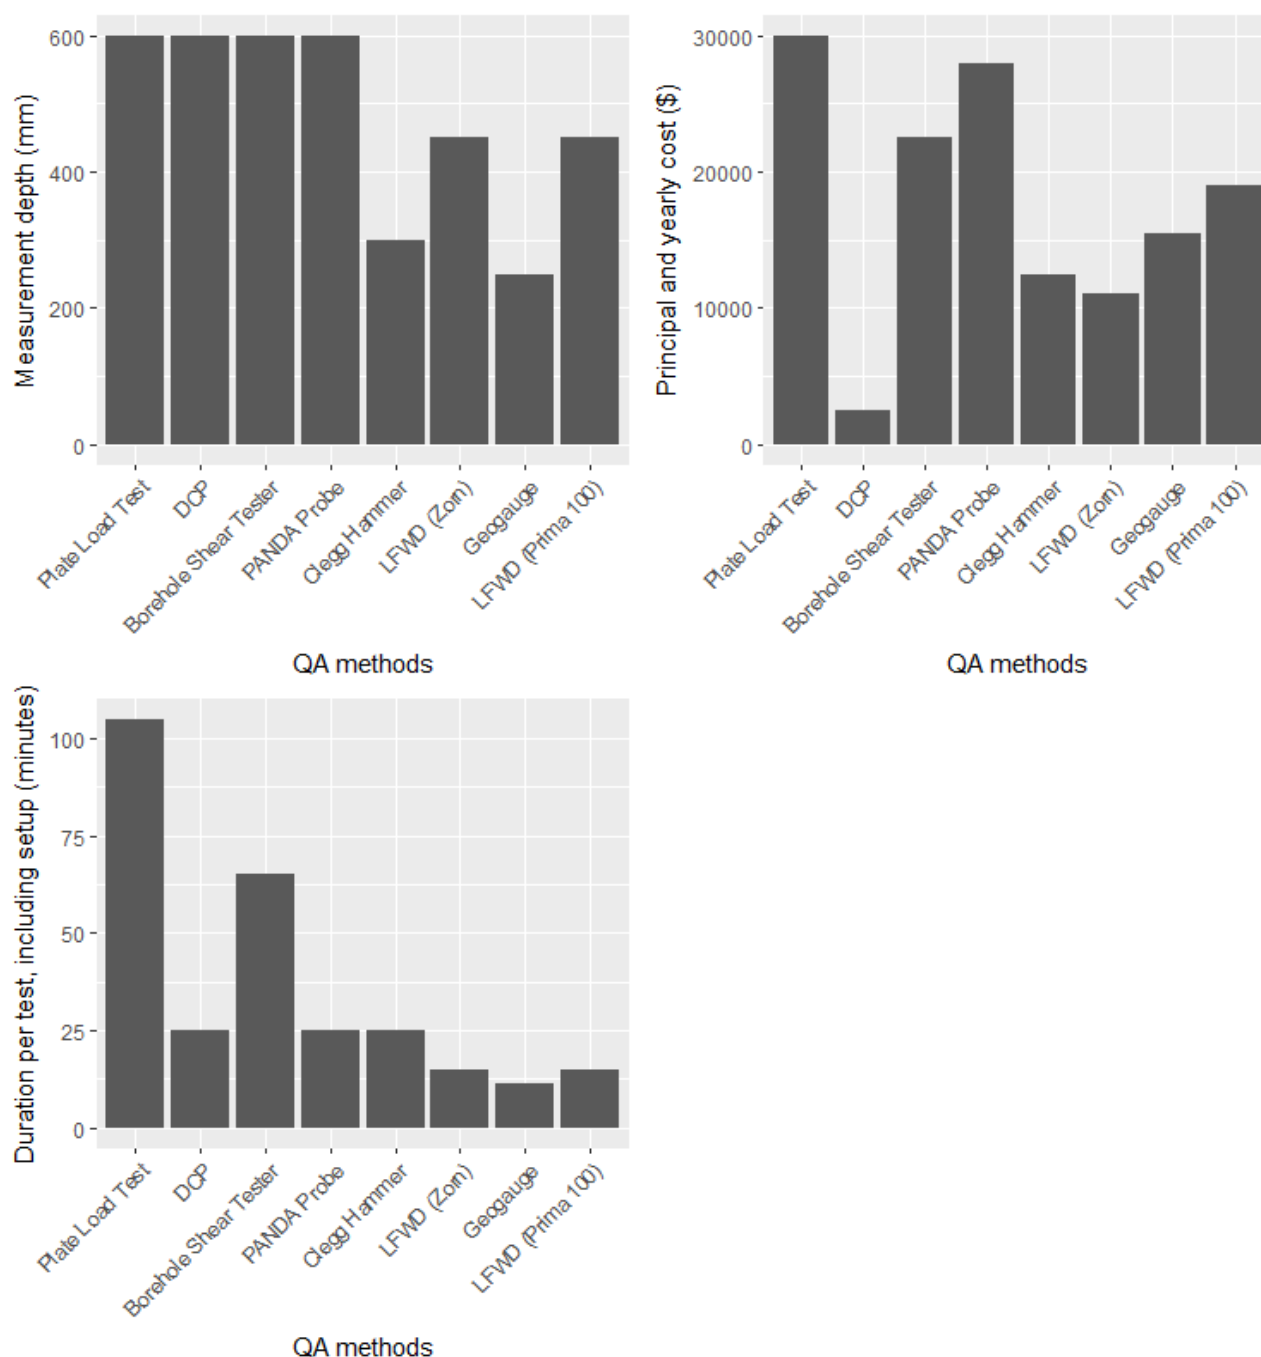 Measurement depth (mm)
600
400
200
0
Plate Load Test
DCP
Borehole Shear Tester
PANDA Probe
Clegg Hammer
LFWD (Zorn)
Geogauge
LFWD (Prima 100)
QA methods
Principal and yearly cost ($)
30000
20000
10000
0
Plate Load Test
DCP
Borehole Shear Tester
PANDA Probe
Clegg Hammer
LFWD (Zorn)
Geogauge
LFWD (Prima 100)
QA methods
Duration per test, including setup (minutes)
100
75
50
25
0
Plate Load Test
DCP
Borehole Shear Tester
PANDA Probe
Clegg Hammer
LFWD (Zorn)
Geogauge
LFWD (Prima 100)
QA methods